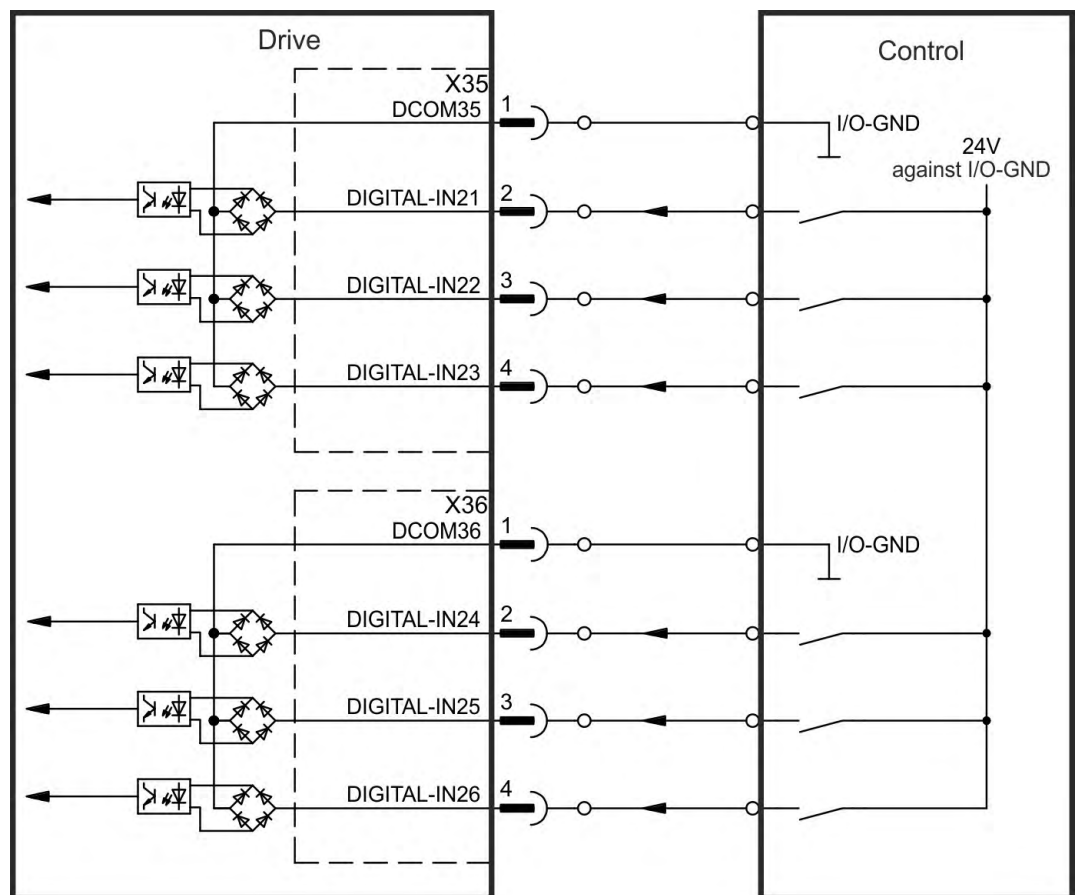 Drive
Control
X35
DCOM35
1
I/O-GND
24V
against I/O-GND
DIGITAL-IN21
2
DIGITAL-IN22
3
DIGITAL-IN23
4
X36
DCOM36
1
I/O-GND
DIGITAL-IN24
2
DIGITAL-IN25
3
DIGITAL-IN26
4